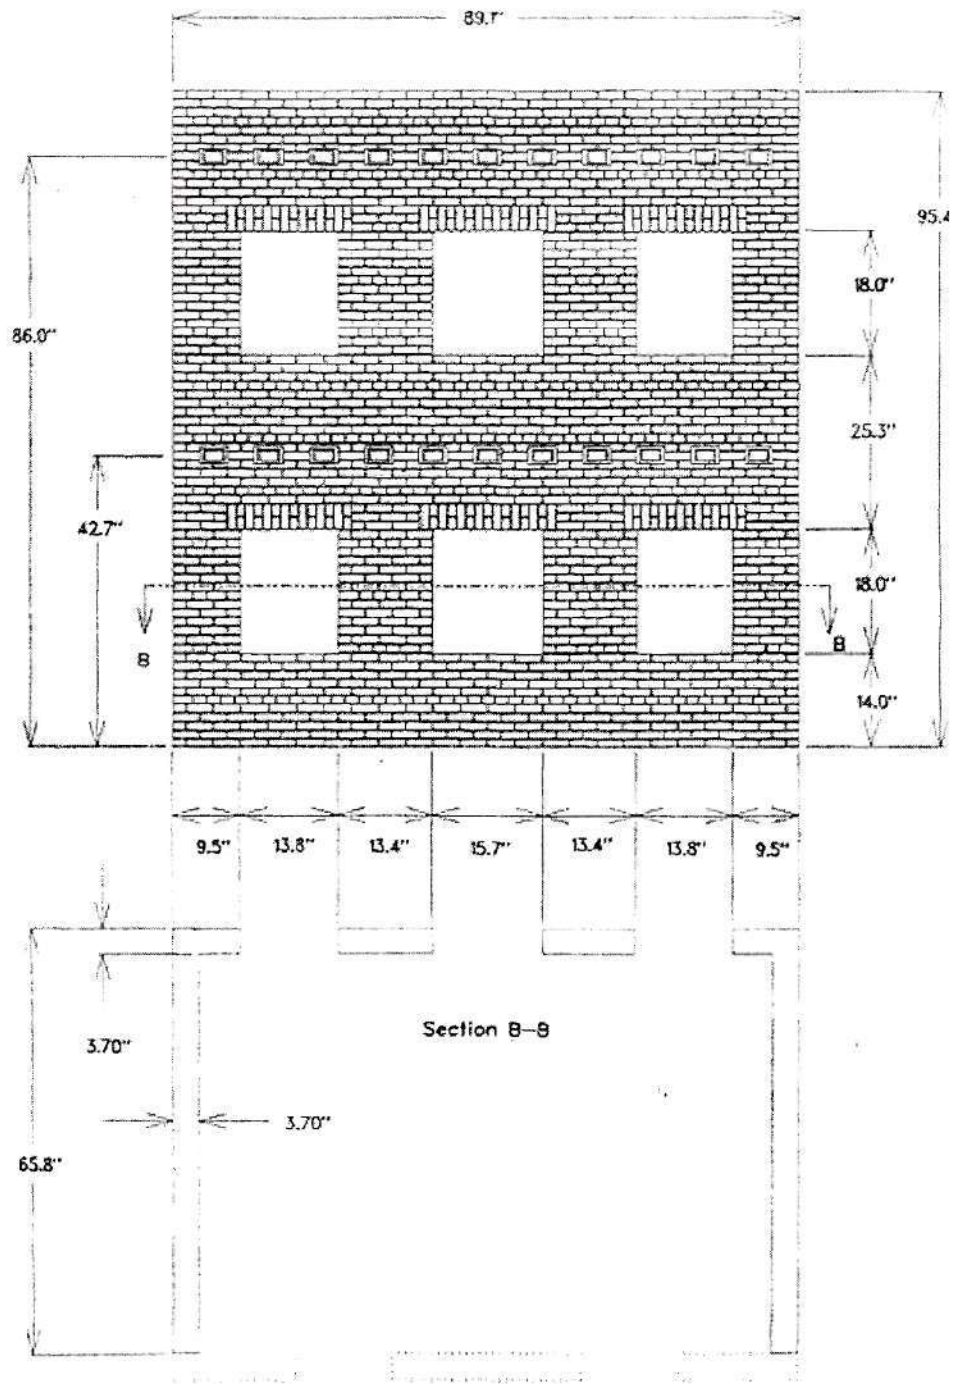 89.1"
95.4
18.0"
86.0"
25.3"
42.7"
18.0"
B
B
14.0"
9.5" 13.8" 13.4" 15.7" 13.4" 13.8" 9.5"
Section B-B
3.70"
3.70"
65.8"